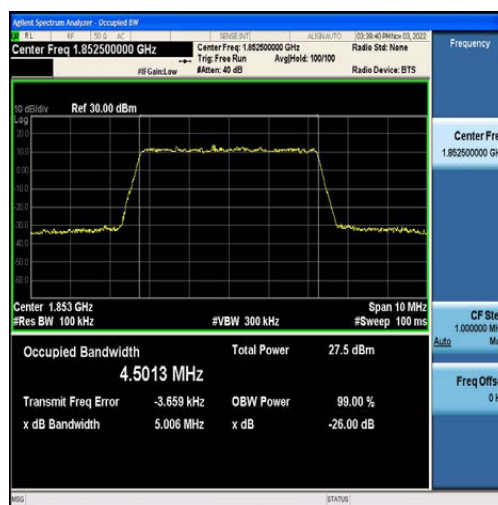 Agilent Spectrum Analyzer - Occupied BW
RL RF 50 Ω AC SENSE:INT ALIGN AUTO 03:39:40 PM Nov 03, 2022
Center Freq 1.852500000 GHz
Center Freq: 1.852500000 GHz
Radio Std: None
Frequency
Trig: Free Run Avg|Hold: 100/100
#IFGain:Low
#Atten: 40 dB
Radio Device: BTS
10 dB/div Ref 30.00 dBm
Log
20.0
10.0
0.00
-10.0
-20.0
-30.0
-40.0
-50.0
-60.0
Center Fre
1.852500000 GH
Center 1.853 GHz
Span 10 MHz
#Res BW 100 kHz
#VBW 300 kHz
#Sweep 100 ms
CF Ste
1.000000 MH
Auto Ma
Occupied Bandwidth
Total Power 27.5 dBm
4.5013 MHz
Transmit Freq Error -3.659 kHz OBW Power 99.00 %
x dB Bandwidth 5.006 MHz x dB -26.00 dB
Freq Offs
0 H
MSG
STATUS